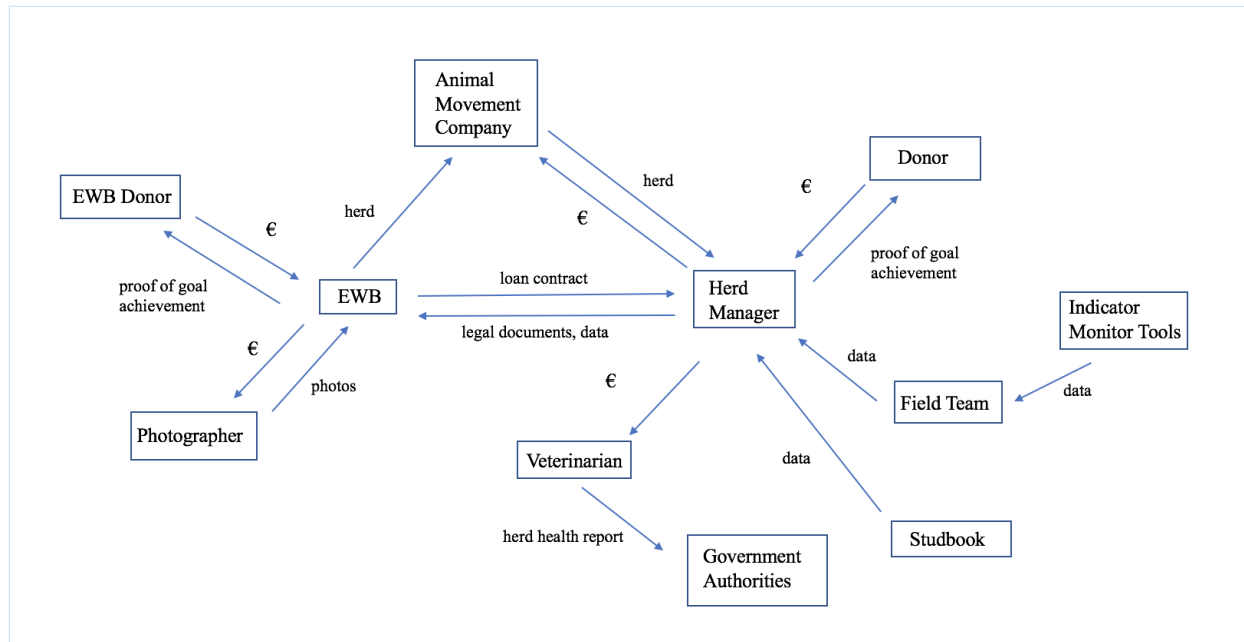 Animal
Movement
Company
Donor
€
herd
EWB Donor
€
herd
€
proof of goal
achievement
proof of goal
achievement
EWB
loan contract
Herd
Manager
Indicator
Monitor Tools
legal documents, data
€
photos
€
data
data
Field Team
Photographer
Veterinarian
data
herd health report
Studbook
Government
Authorities